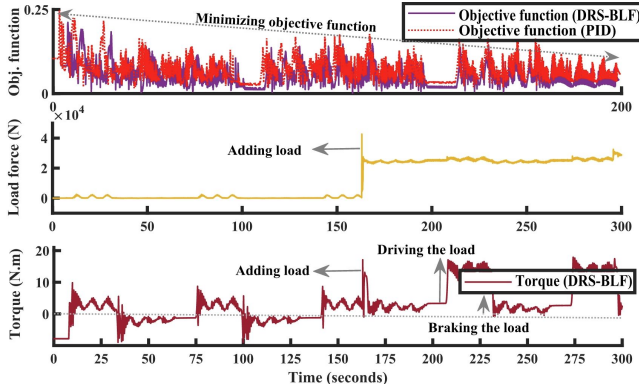 0.25
Minimizing objective function
Objective function (DRS-BLF)
Objective function (PID)
Obj. function
0
0
200
×10⁴
Load force (N)
4
2
0
Adding load
0
50
100
150
200
250
300
Torque (N.m)
20
10
0
Adding load
Driving the load
Torque (DRS-BLF)
Braking the load
0
25
50
75
100
125
150
175
200
225
250
275
300
Time (seconds)